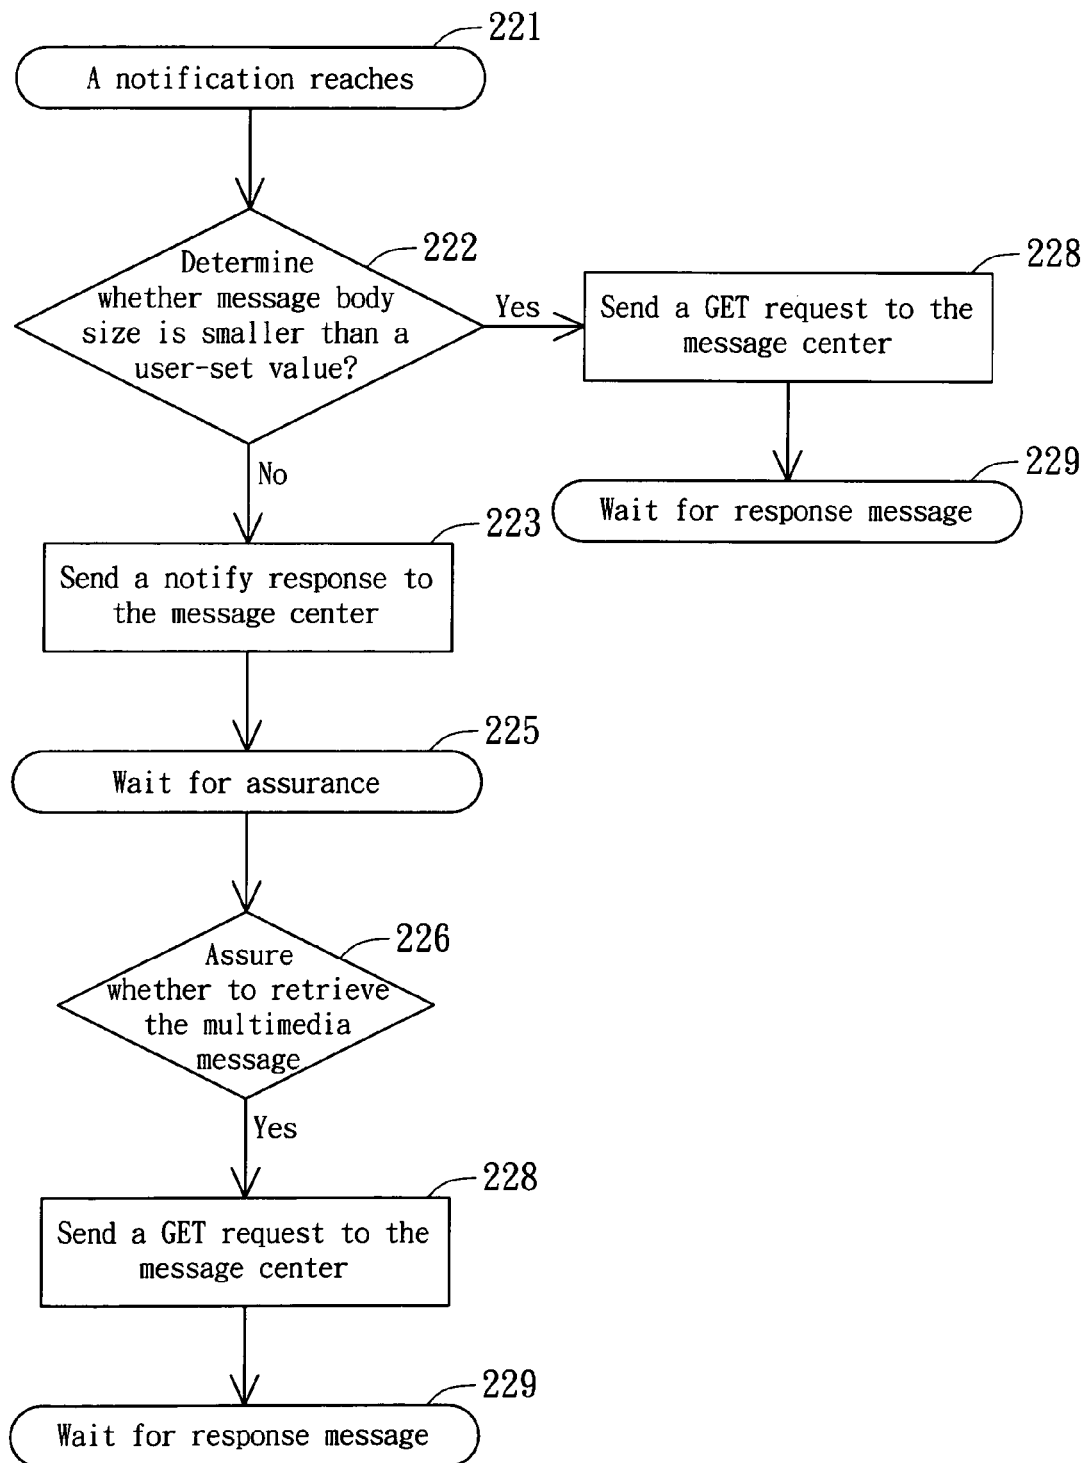 221
A notification reaches
222
Determine
whether message body
size is smaller than a
user-set value?
Yes
228
Send a GET request to the
message center
229
Wait for response message
No
223
Send a notify response to
the message center
225
Wait for assurance
226
Assure
whether to retrieve
the multimedia
message
Yes
228
Send a GET request to the
message center
229
Wait for response message